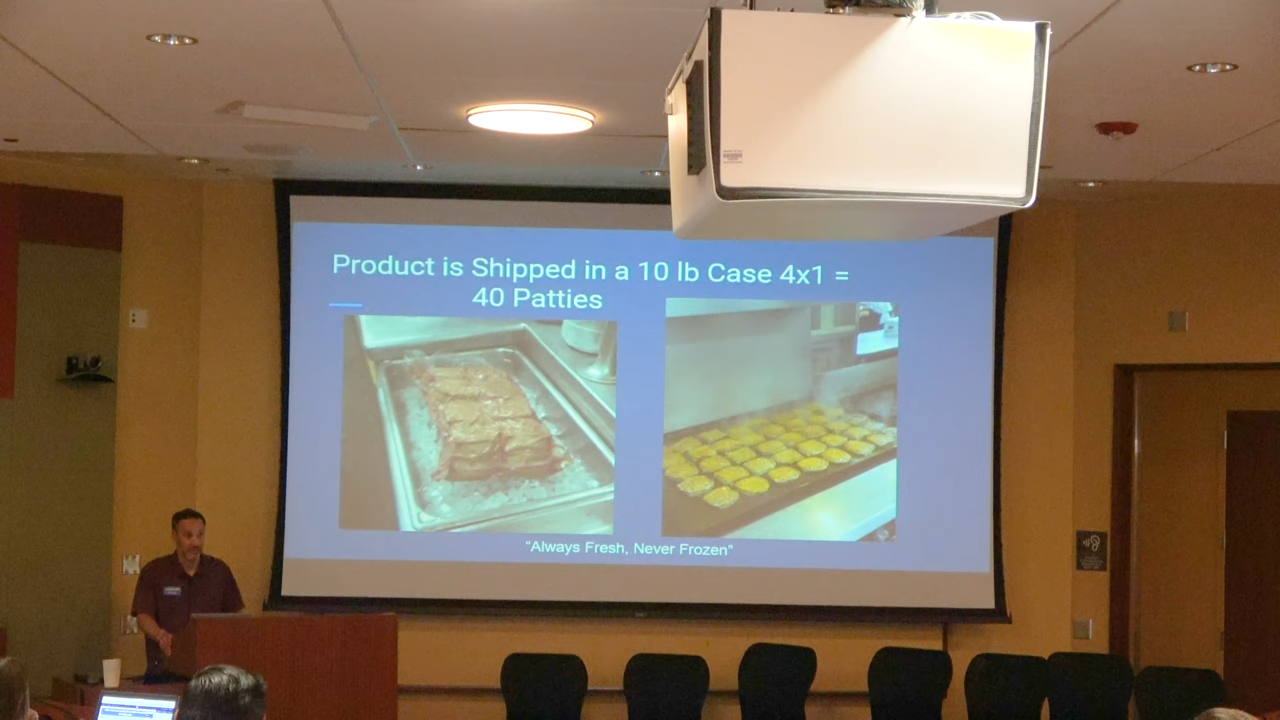 Product is Shipped in a 10 lb Case 4x1 =
40 Patties
"Always Fresh, Never Frozen"